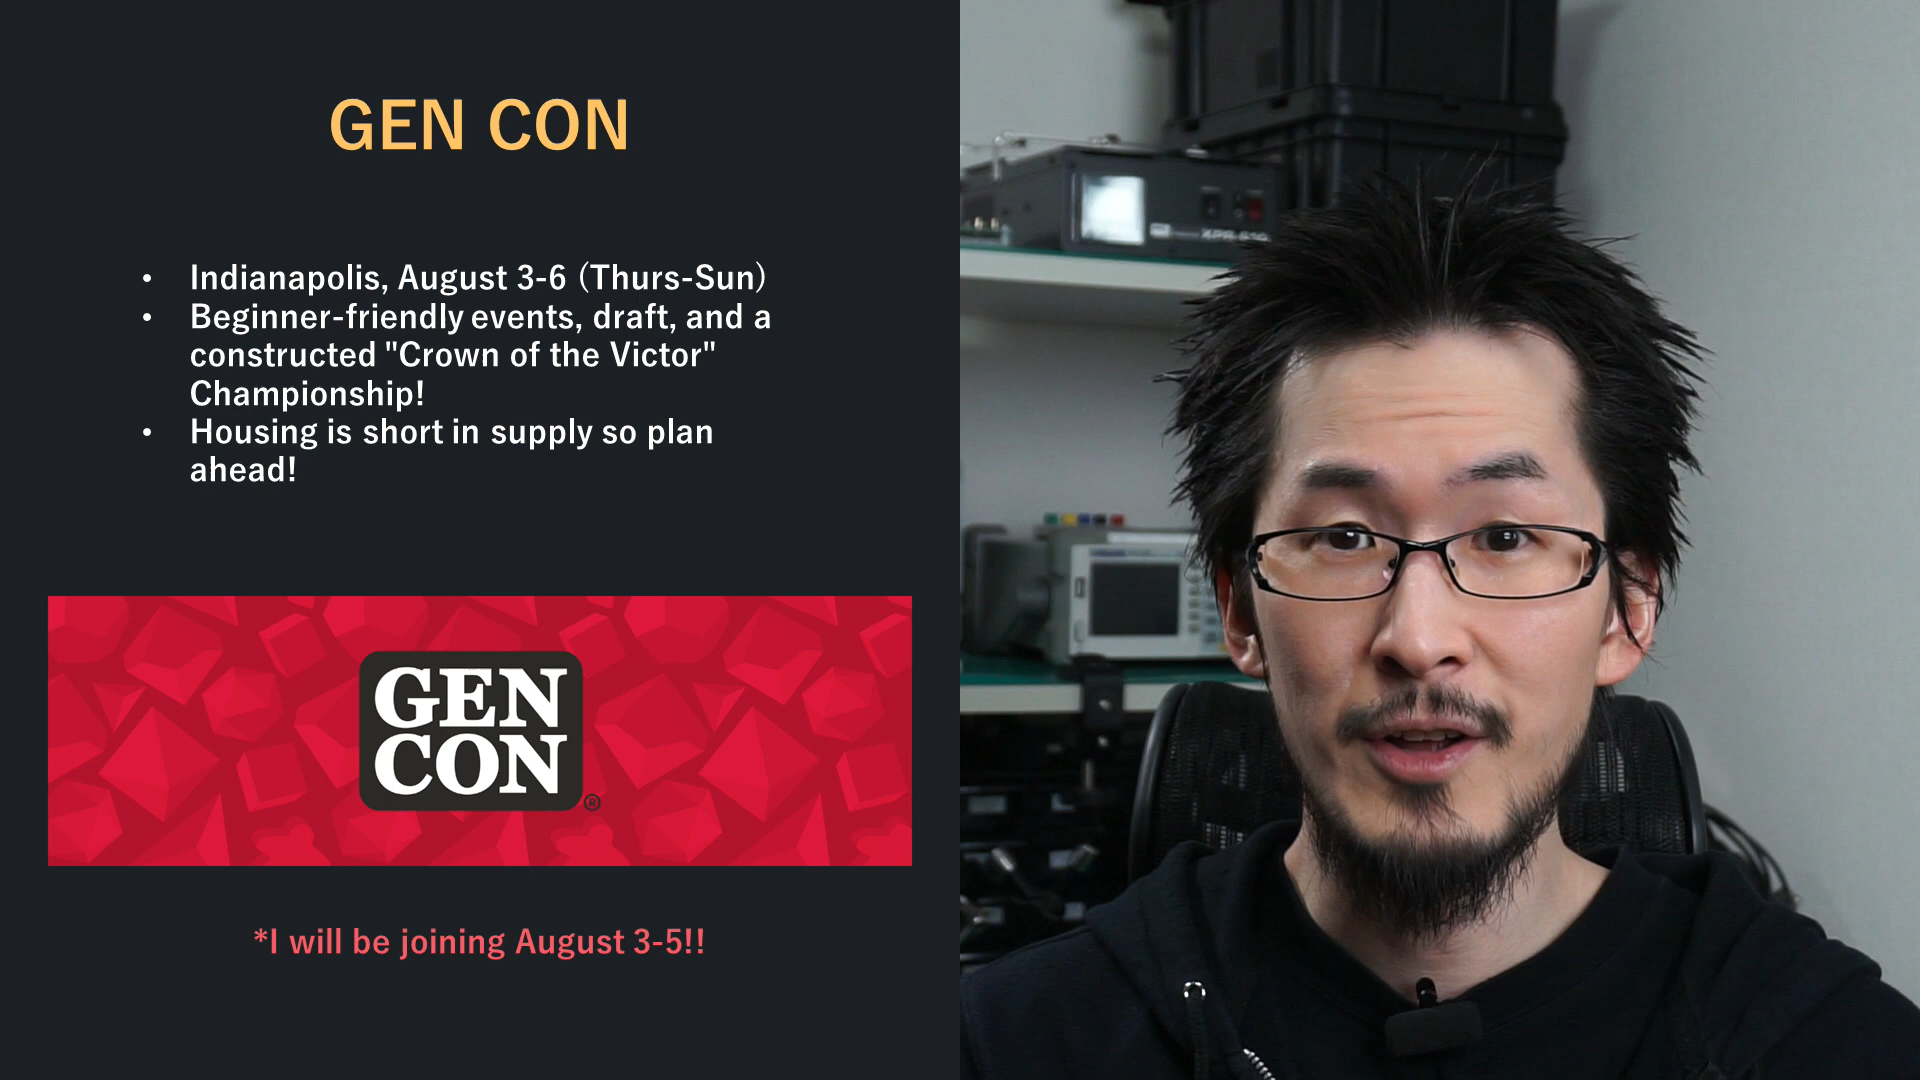 GEN CON
• Indianapolis, August 3-6 (Thurs-Sun)
• Beginner-friendly events, draft, and a
constructed "Crown of the Victor"
Championship!
• Housing is short in supply so plan
ahead!
GEN
CON
®
*I will be joining August 3-5!!